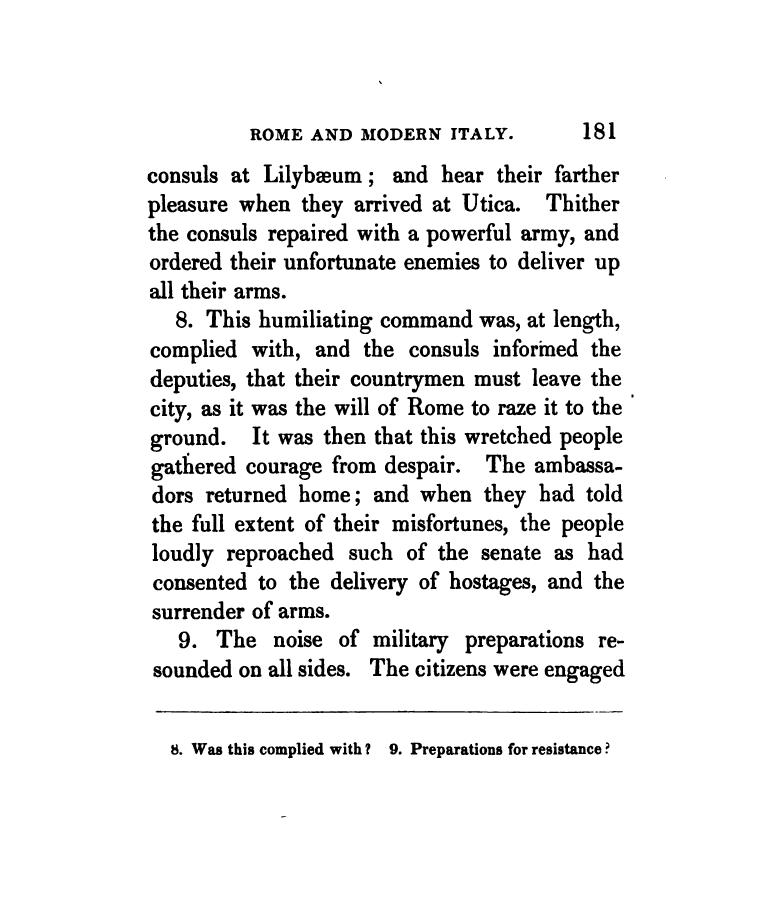 ROME AND MODERN ITALY. 181
consuls at Lilybæum; and hear their farther
pleasure when they arrived at Utica. Thither
the consuls repaired with a powerful army, and
ordered their unfortunate enemies to deliver up
all their arms.
8. This humiliating command was, at length,
complied with, and the consuls informed the
deputies, that their countrymen must leave the
city, as it was the will of Rome to raze it to the
ground. It was then that this wretched people
gathered courage from despair. The ambassa-
dors returned home; and when they had told
the full extent of their misfortunes, the people
loudly reproached such of the senate as had
consented to the delivery of hostages, and the
surrender of arms.
9. The noise of military preparations re-
sounded on all sides. The citizens were engaged
8. Was this complied with? 9. Preparations for resistance?